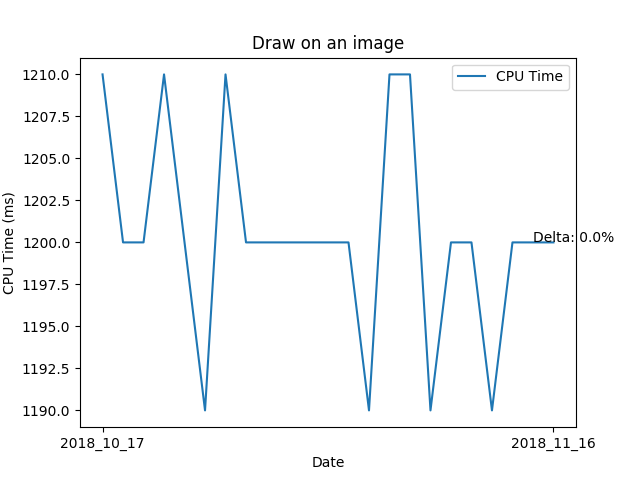 Draw on an image
CPU Time
1210.0
1207.5
1205.0
1202.5
1200.0
1197.5
1195.0
1192.5
1190.0
CPU Time (ms)
Delta: 0.0%
2018_10_17
2018_11_16
Date